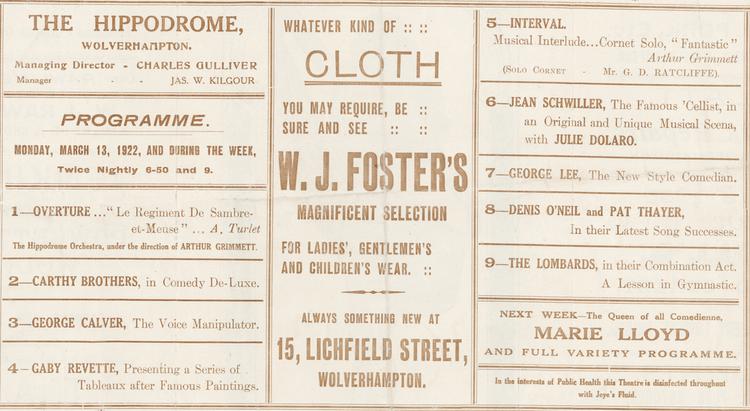 THE HIPPODROME,
WOLVERHAMPTON.
Managing Director - CHARLES GULLIVER
Manager - - JAS. W. KILGOUR
PROGRAMME.
MONDAY, MARCH 13, 1922, AND DURING THE WEEK,
Twice Nightly 6-50 and 9.
1—OVERTURE ..."Le Regiment De Sambre-
et-Meuse" ... A. Turlet
The Hippodrome Orchestra, under the direction of ARTHUR GRIMMETT.
2—CARTHY BROTHERS, in Comedy De-Luxe.
3—GEORGE CALVER, The Voice Manipulator.
4—GABY REVETTE, Presenting a Series of
Tableaux after Famous Paintings.
WHATEVER KIND OF :: ::
CLOTH
YOU MAY REQUIRE, BE ::
SURE AND SEE :: ::
W. J. FOSTER'S
MAGNIFICENT SELECTION
FOR LADIES', GENTLEMEN'S
AND CHILDREN'S WEAR. ::
ALWAYS SOMETHING NEW AT
15, LICHFIELD STREET,
WOLVERHAMPTON.
5—INTERVAL.
Musical Interlude...Cornet Solo, "Fantastic"
Arthur Grimmett
(SOLO CORNET - MR. G. D. RATCLIFFE).
6—JEAN SCHWILLER, The Famous 'Cellist, in
an Original and Unique Musical Scena,
with JULIE DOLARO.
7—GEORGE LEE, The New Style Comedian.
8—DENIS O'NEIL and PAT THAYER,
In their Latest Song Successes.
9—THE LOMBARDS, in their Combination Act.
A Lesson in Gymnastic.
NEXT WEEK—The Queen of all Comedienne,
MARIE LLOYD
AND FULL VARIETY PROGRAMME.
In the interests of Public Health this Theatre is disinfected throughout
with Jeye's Fluid.